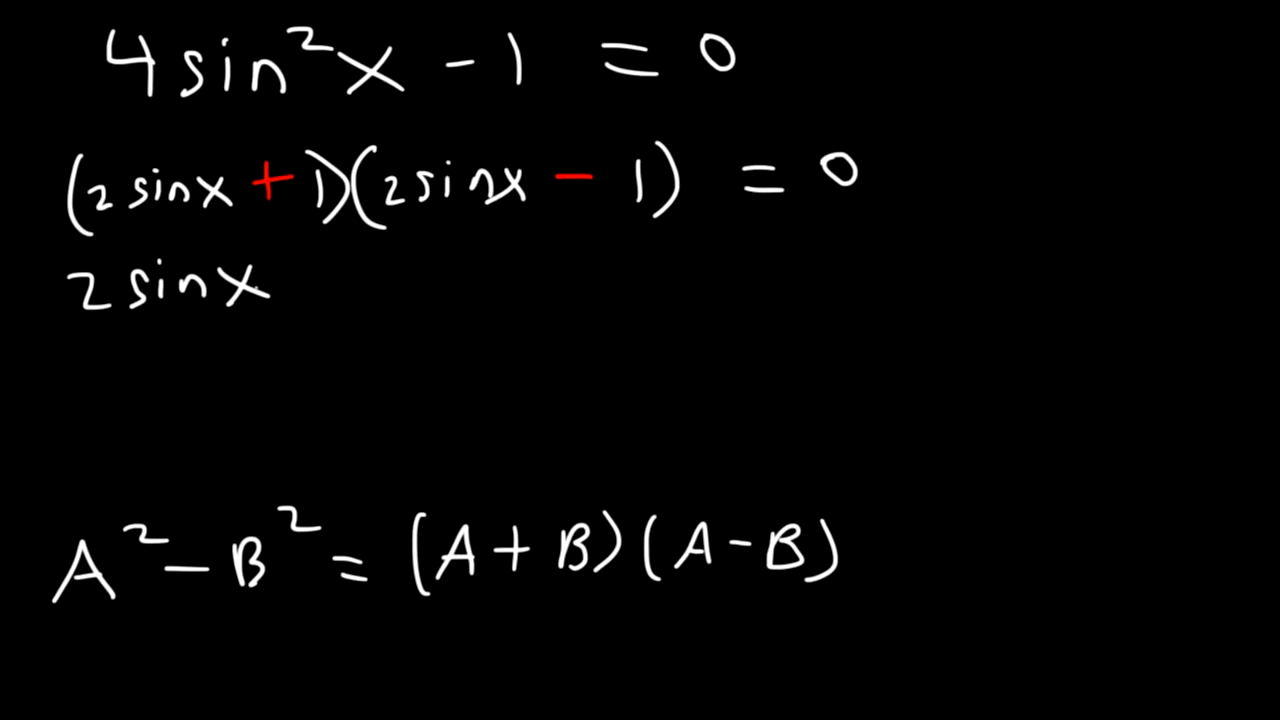 4sin²x - 1 = 0
(2sinx + 1)(2sinx - 1) = 0
2sinx
A² - B² = (A + B)(A - B)